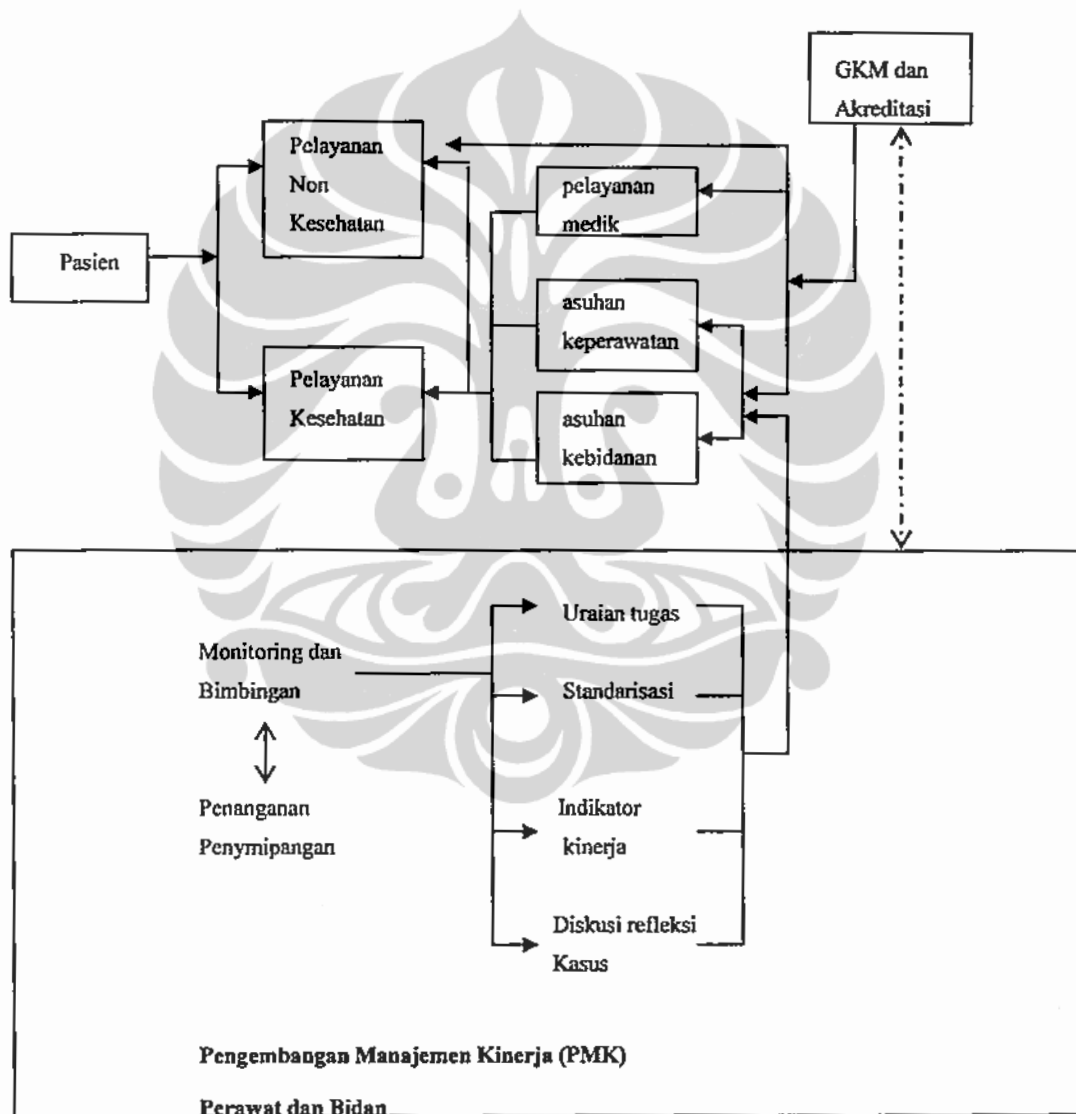 GKM dan
Akreditasi
Pelayanan
Non
Kesehatan
pelayanan
medik
Pasien
asuhan
keperawatan
Pelayanan
Kesehatan
asuhan
kebidanan
Uraian tugas
Monitoring dan
Bimbingan
Standarisasi
Penanganan
Penymipangan
Indikator
kinerja
Diskusi refleksi
Kasus
Pengembangan Manajemen Kinerja (PMK)
Perawat dan Bidan